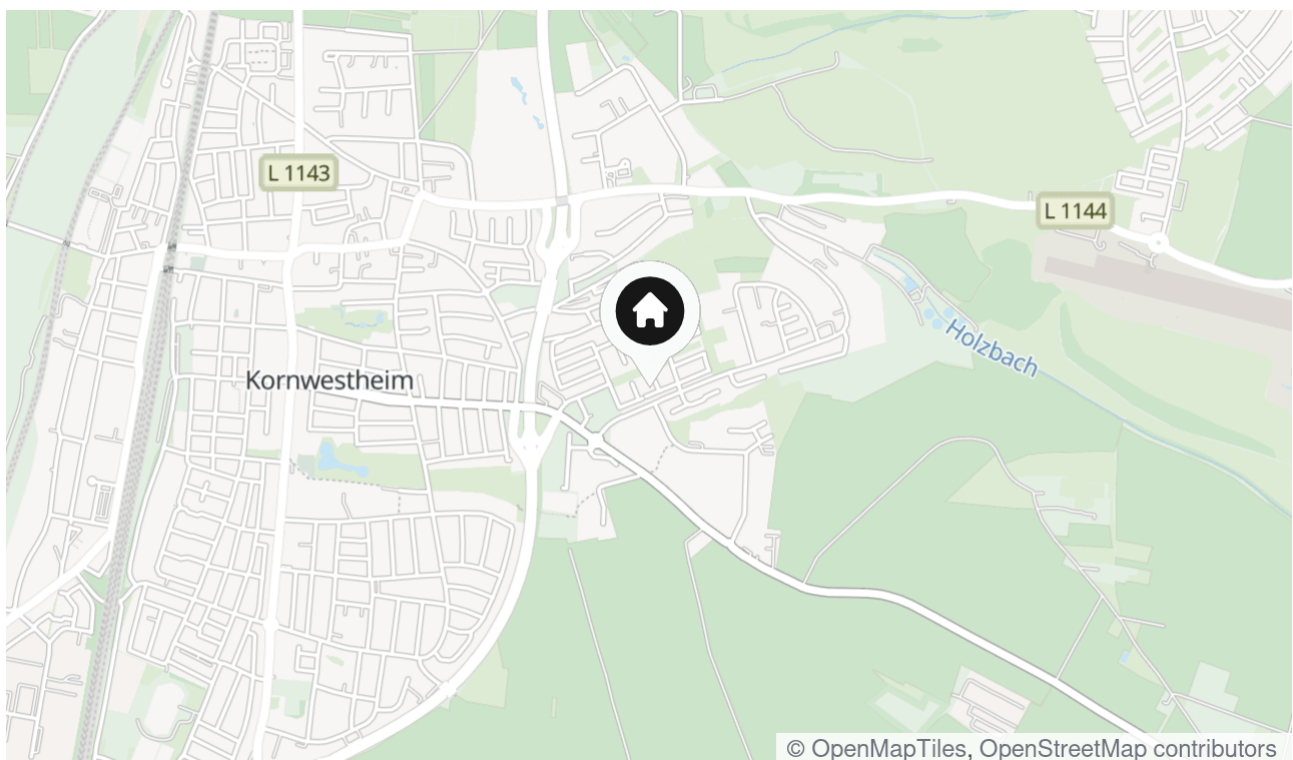 L 1143
L 1144
Holzbach
Kornwestheim
© OpenMapTiles, OpenStreetMap contributors